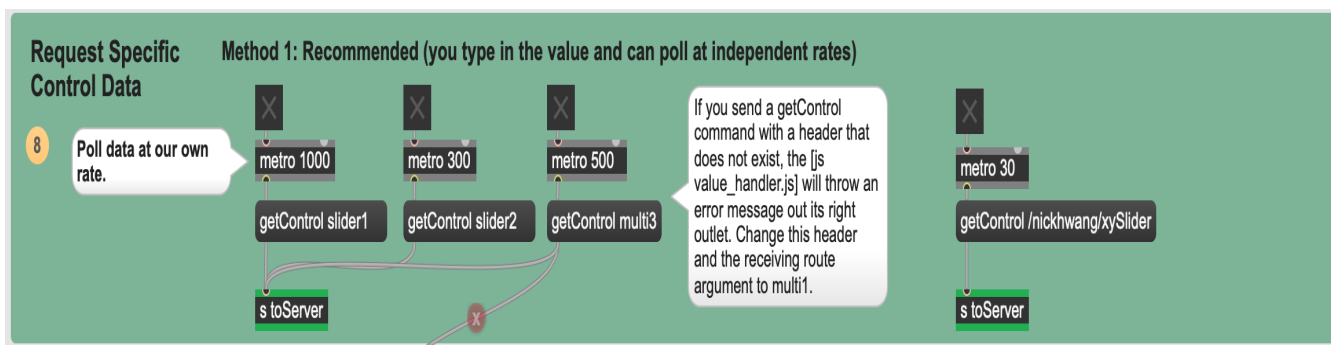 Request Specific
Control Data
Method 1: Recommended (you type in the value and can poll at independent rates)
8
Poll data at our own
rate.
X
X
X
X
metro 1000
metro 300
metro 500
metro 30
getControl slider1
getControl slider2
getControl multi3
getControl /nickhwang/xySlider
If you send a getControl
command with a header that
does not exist, the [js
value_handler.js] will throw an
error message out its right
outlet. Change this header
and the receiving route
argument to multi1.
s toServer
X
s toServer